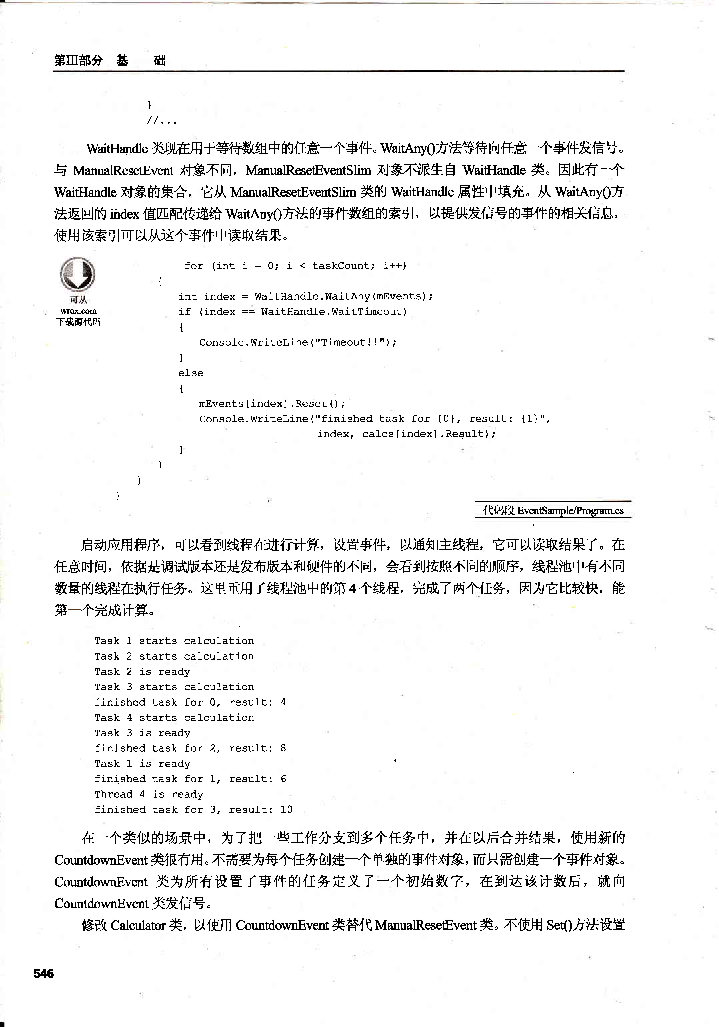 第III部分 基 础
}
//...
WaitHandle 类现在用于等待数组中的任意一个事件。WaitAny()方法等待向任意一个事件发信号。
与 ManualResetEvent 对象不同，ManualResetEventSlim 对象不派生自 WaitHandle 类。因此有一个
WaitHandle 对象的集合，它从 ManualResetEventSlim 类的 WaitHandle 属性中填充。从 WaitAny()方
法返回的 index 值匹配传递给 WaitAny()方法的事件数组的索引，以提供发信号的事件的相关信息，
使用该索引可以从这个事件中读取结果。
可从
wrox.com
下载源代码
for (int i = 0; i < taskCount; i++)
{
int index = WaitHandle.WaitAny(mEvents);
if (index == WaitHandle.WaitTimeout)
{
Console.WriteLine("Timeout!!");
}
else
{
mEvents[index].Reset();
Console.WriteLine("finished task for {0}, result: {1}",
index, calcs[index].Result);
}
}
}
}
代码段 EventSample/Program.cs
启动应用程序，可以看到线程在进行计算，设置事件，以通知主线程，它可以读取结果了。在
任意时间，依据是调试版本还是发布版本和硬件的不同，会看到按照不同的顺序，线程池中有不同
数量的线程在执行任务。这里重用了线程池中的第 4 个线程，完成了两个任务，因为它比较快，能
第一个完成计算。
Task 1 starts calculation
Task 2 starts calculation
Task 2 is ready
Task 3 starts calculation
finished task for 0, result: 4
Task 4 starts calculation
Task 3 is ready
finished task for 2, result: 8
Task 1 is ready
finished task for 1, result: 6
Thread 4 is ready
finished task for 3, result: 10
在一个类似的场景中，为了把一些工作分支到多个任务中，并在以后合并结果，使用新的
CountdownEvent 类很有用。不需要为每个任务创建一个单独的事件对象，而只需创建一个事件对象。
CountdownEvent 类为所有设置了事件的任务定义了一个初始数字，在到达该计数后，就向
CountdownEvent 类发信号。
修改 Calculator 类，以使用 CountdownEvent 类替代 ManualResetEvent 类。不使用 Set()方法设置
546